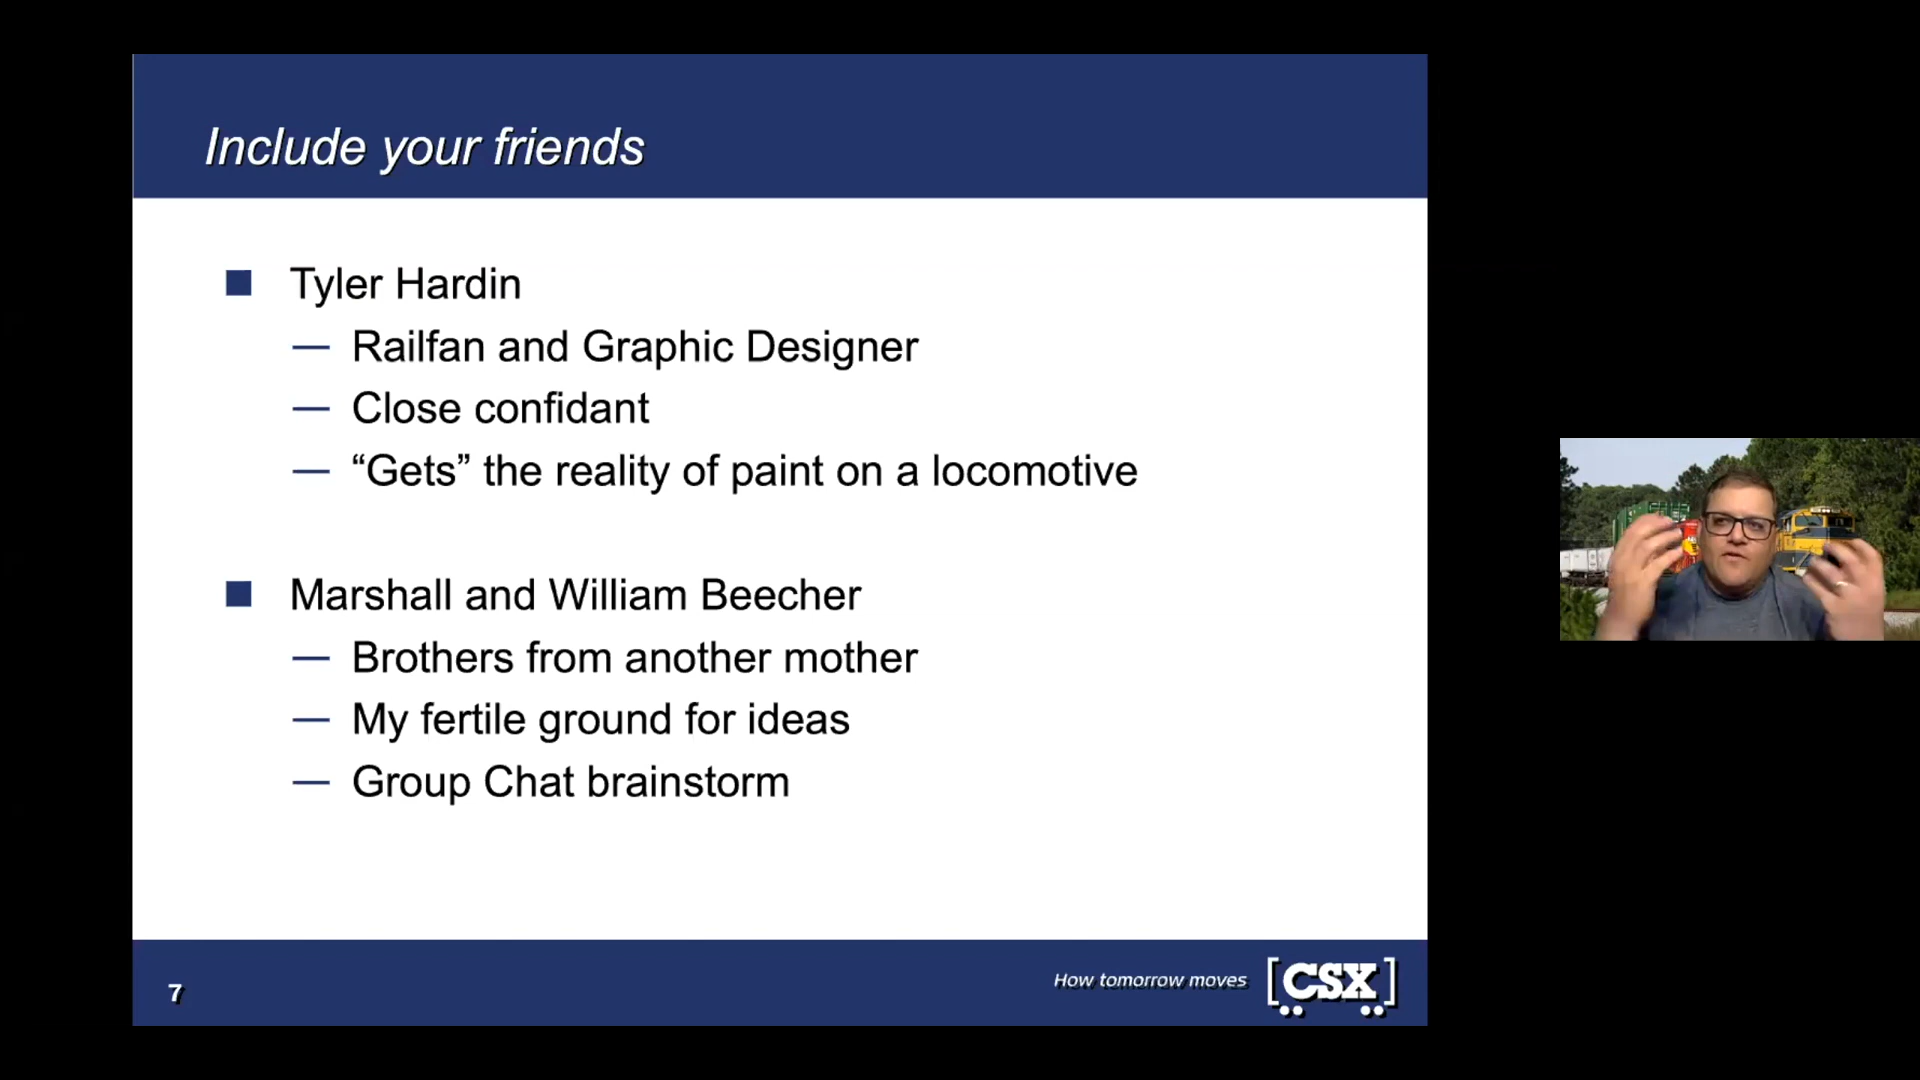 Include your friends
Tyler Hardin
— Railfan and Graphic Designer
— Close confidant
— “Gets” the reality of paint on a locomotive
Marshall and William Beecher
— Brothers from another mother
— My fertile ground for ideas
— Group Chat brainstorm
7
How tomorrow moves
[CSX]